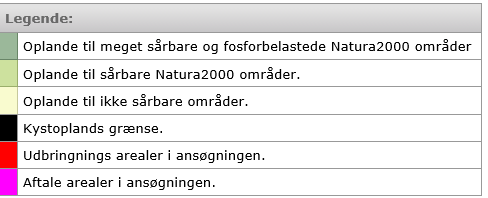 Legende:
Oplande til meget sårbare og fosforbelastede Natura2000 områder
Oplande til sårbare Natura2000 områder.
Oplande til ikke sårbare områder.
Kystoplands grænse.
Udbringnings arealer i ansøgningen.
Aftale arealer i ansøgningen.